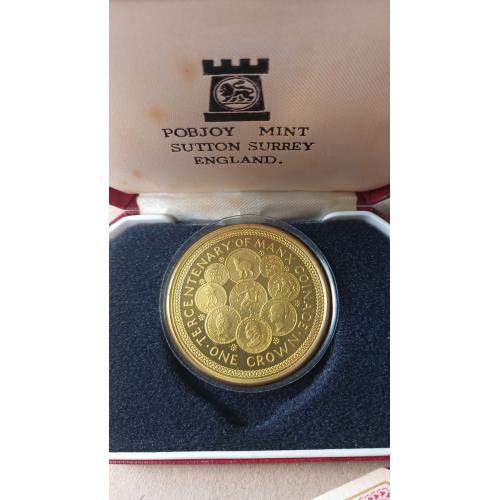 POBJOY MINT
SUTTON SURREY
ENGLAND.
TERCENTENARY OF MANX COINAGE
· ONE CROWN ·